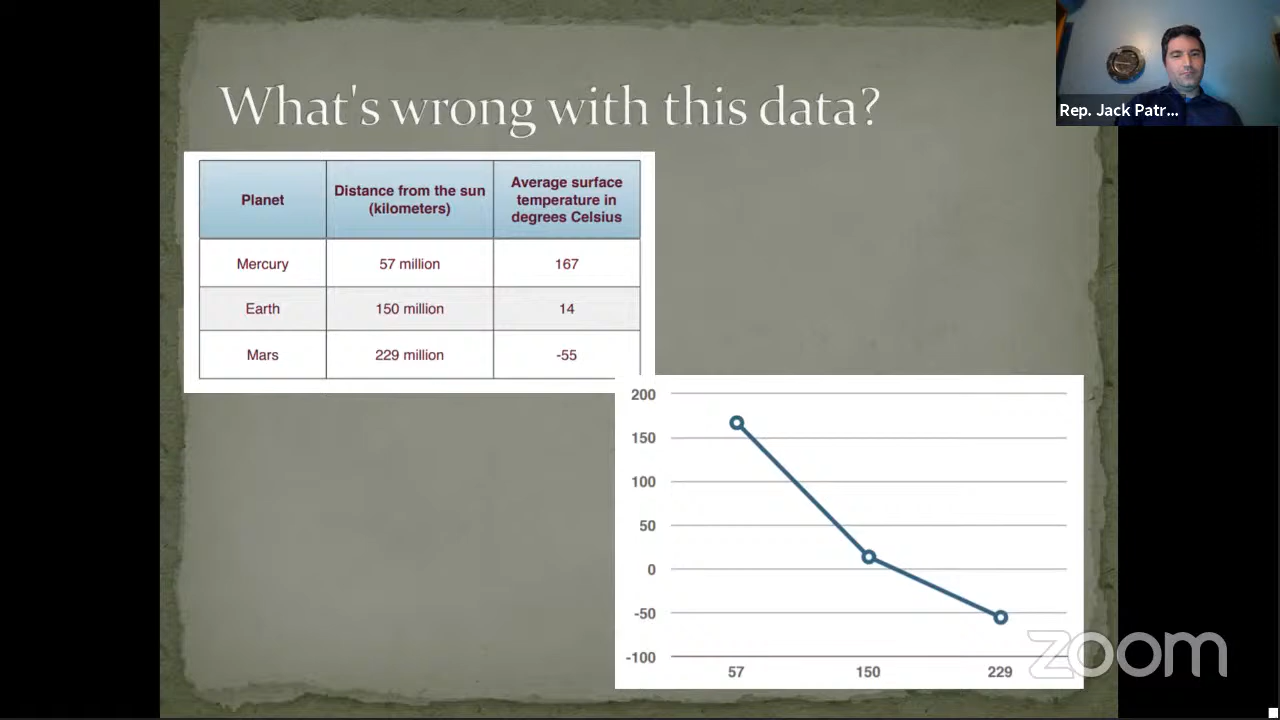 What's wrong with this data?
Rep. Jack Patr...
Planet
Distance from the sun
(kilometers)
Average surface
temperature in
degrees Celsius
Mercury 57 million 167
Earth 150 million 14
Mars 229 million -55
200
150
100
50
0
-50
-100
57 150 229
zoom